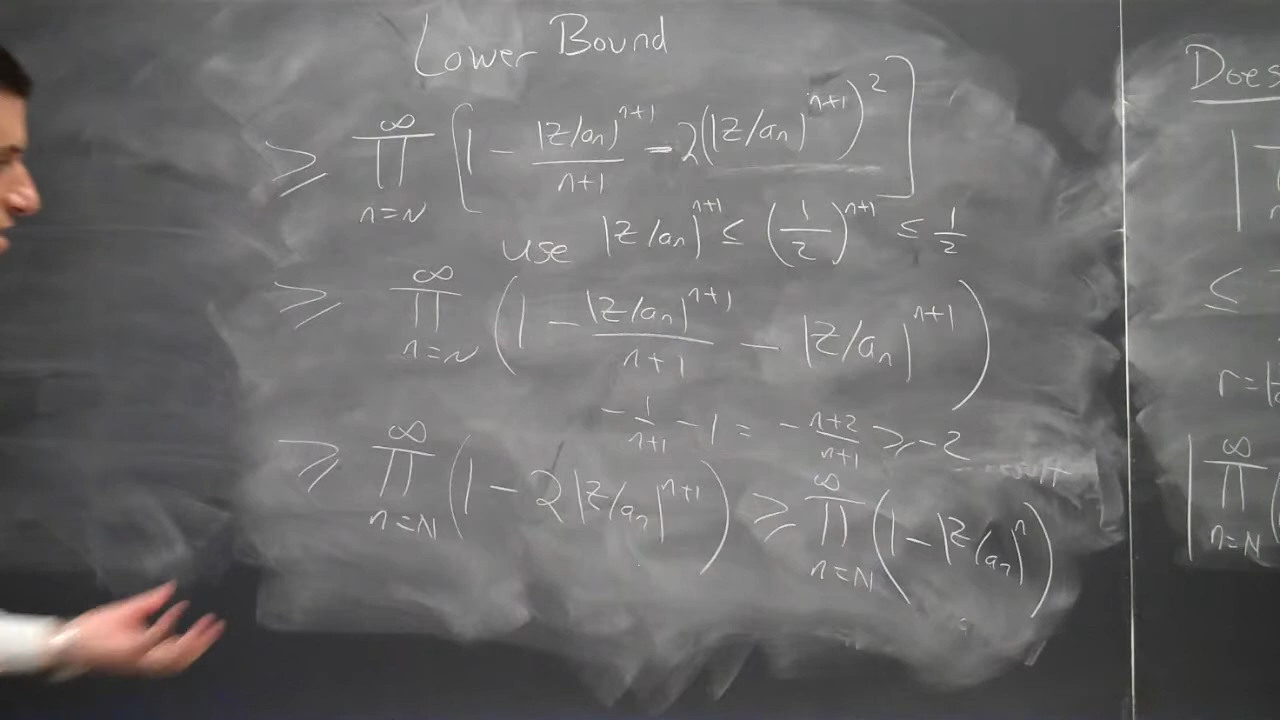 Lower Bound
≥ ∏_{n=N}^{∞} [1 - |z/a_n|^{n+1}/(n+1) - 2(|z/a_n|^{n+1})^2]
use |z/a_n|^{n+1} ≤ (1/2)^{n+1} ≤ 1/2
≥ ∏_{n=N}^{∞} (1 - |z/a_n|^{n+1}/(n+1) - |z/a_n|^{n+1})
-1/(n+1) - 1 = -(n+2)/(n+1) ≥ -2
≥ ∏_{n=N}^{∞} (1 - 2|z/a_n|^{n+1}) ≥ ∏_{n=N}^{∞} (1 - |z/a_n|^n)
Does
≤
r=
|∏_{n=N}^{∞} (